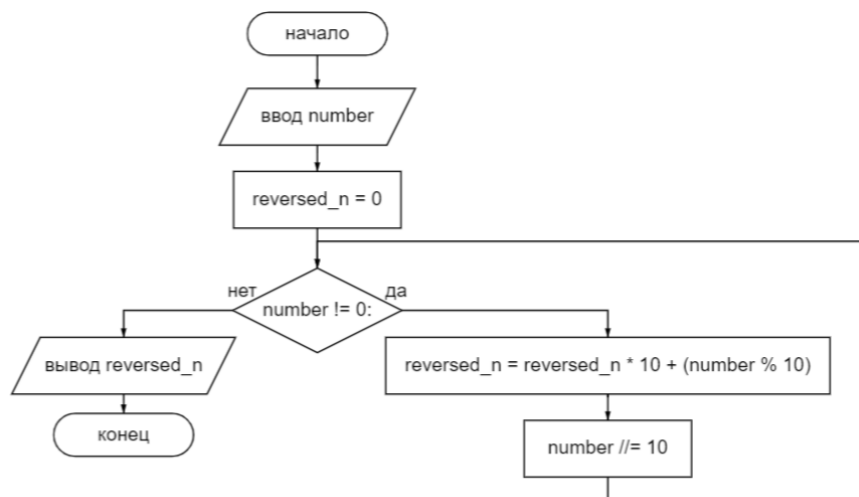 начало
ввод number
reversed_n = 0
нет
да
number != 0:
вывод reversed_n
reversed_n = reversed_n * 10 + (number % 10)
конец
number //= 10